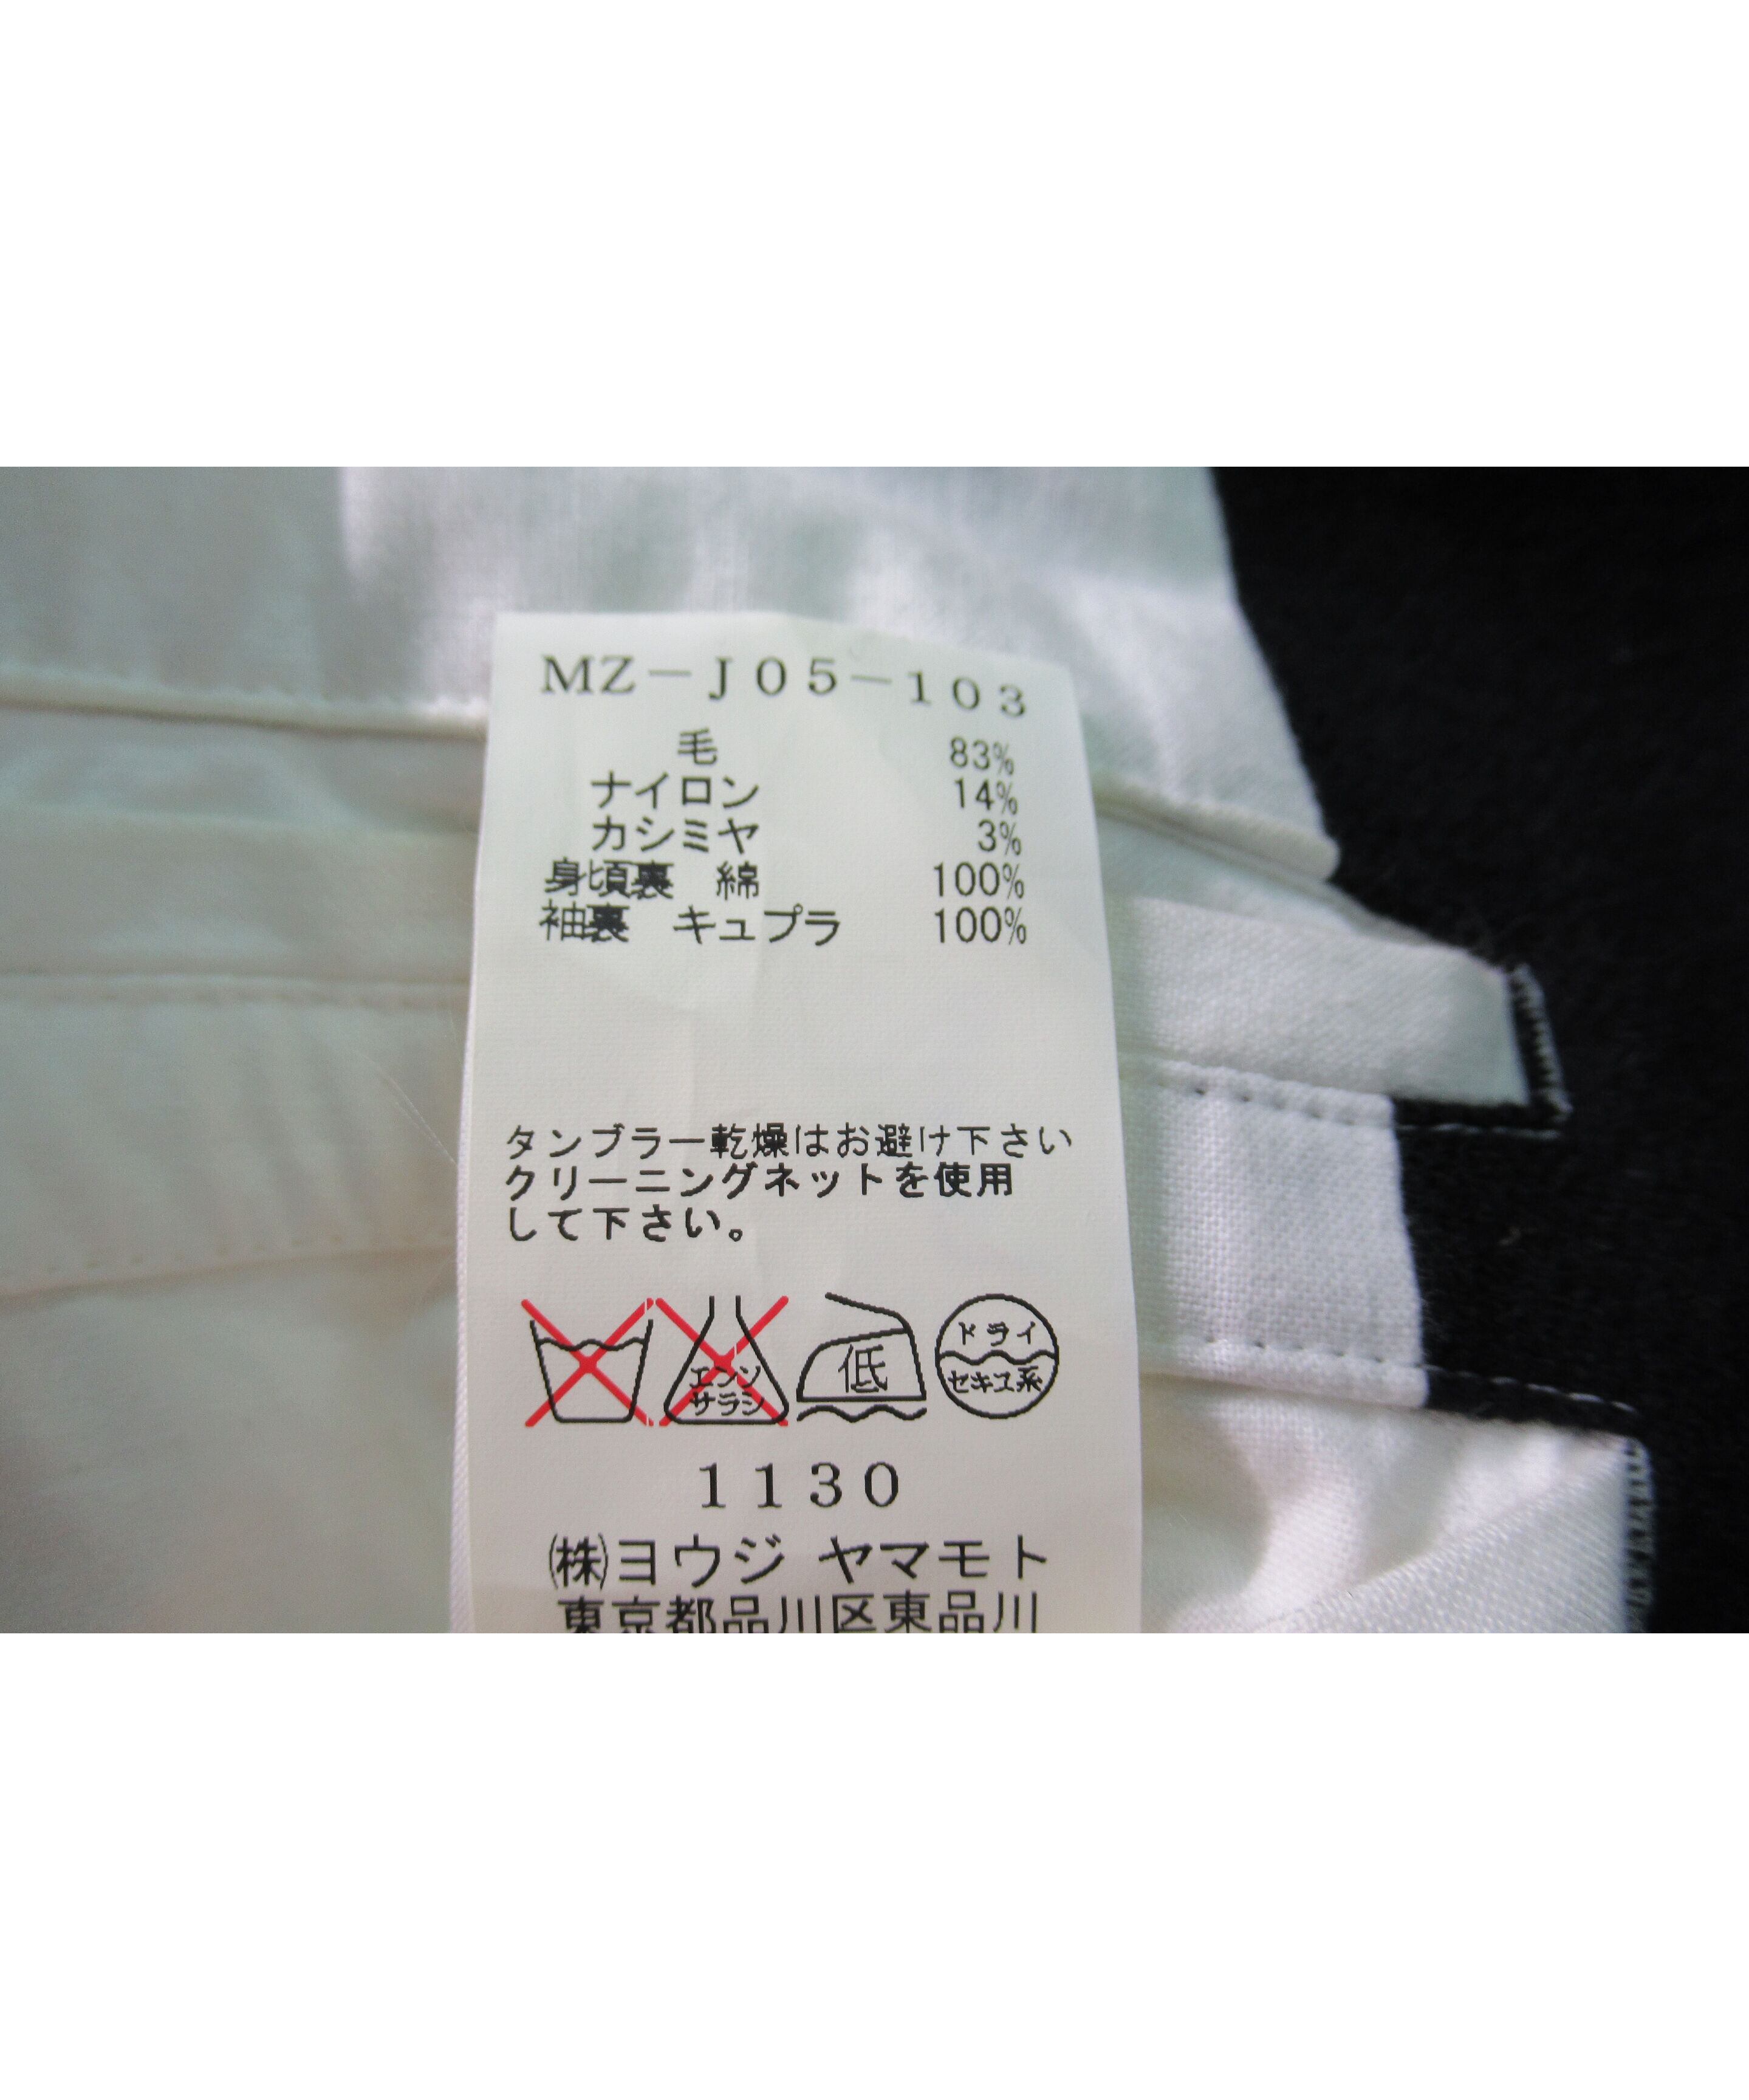 MZ－J05－103
毛 83%
ナイロン 14%
カシミヤ 3%
身頃裏 綿 100%
袖裏 キュプラ 100%
タンブラー乾燥はお避け下さい
クリーニングネットを使用
して下さい。
エンソ
サラシ
低
ドライ
セキユ系
1130
㈱ヨウジ ヤマモト
東京都品川区東品川